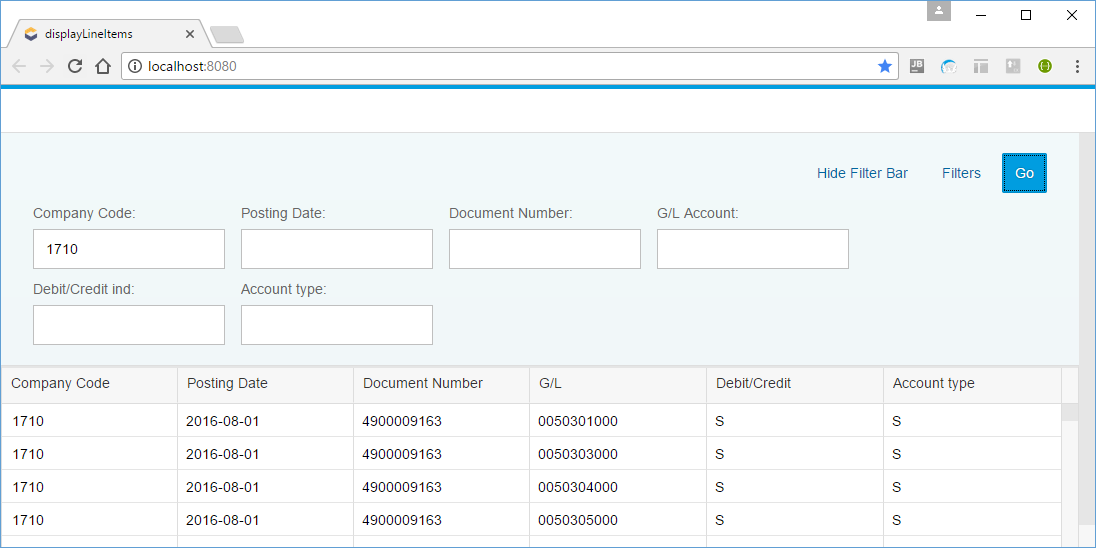 displayLineItems
localhost:8080
Hide Filter Bar Filters Go
Company Code: Posting Date: Document Number: G/L Account:
1710
Debit/Credit ind: Account type:
Company Code Posting Date Document Number G/L Debit/Credit Account type
1710 2016-08-01 4900009163 0050301000 S S
1710 2016-08-01 4900009163 0050303000 S S
1710 2016-08-01 4900009163 0050304000 S S
1710 2016-08-01 4900009163 0050305000 S S